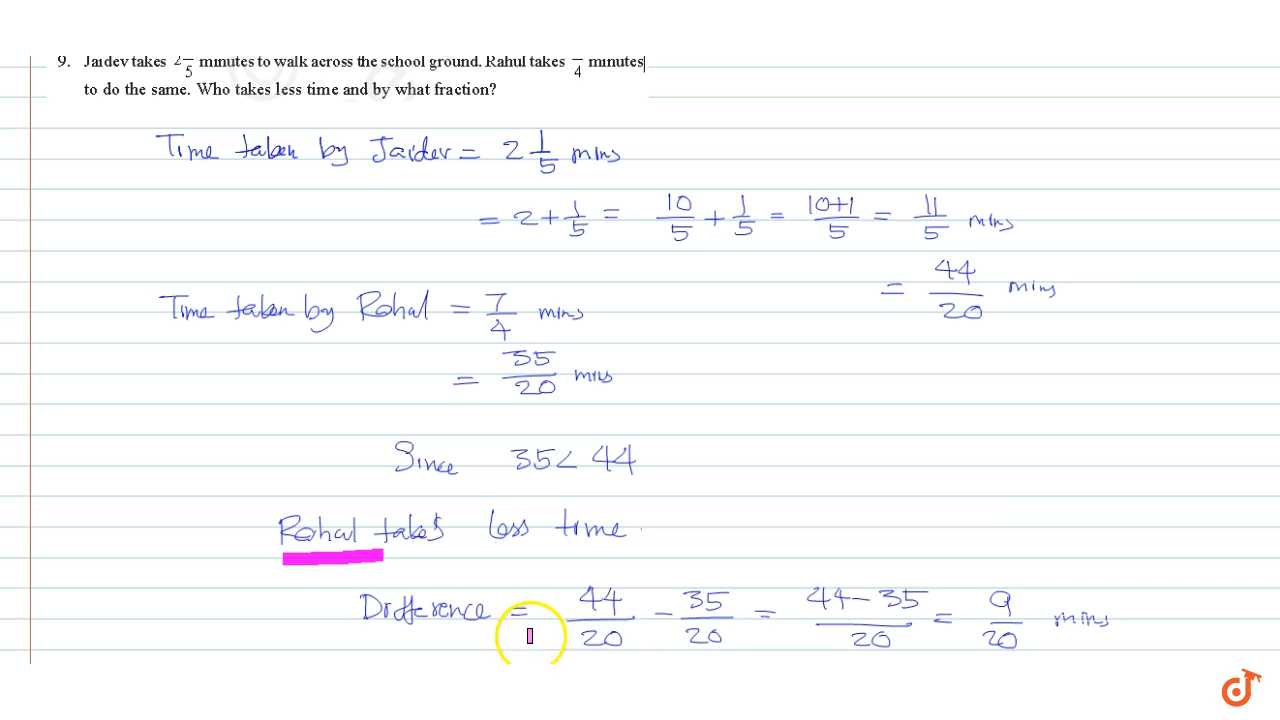 9. Jaidev takes 2 /5 minutes to walk across the school ground. Rahul takes /4 minutes
to do the same. Who takes less time and by what fraction?
Time taken by Jaidev = 2 1/5 mins
= 2 + 1/5 = 10/5 + 1/5 = 10+1/5 = 11/5 mins
= 44/20 mins
Time taken by Rohal = 7/4 mins
= 35/20 mins
Since 35 < 44
Rohal takes less time.
Difference = 44/20 - 35/20 = 44-35/20 = 9/20 mins